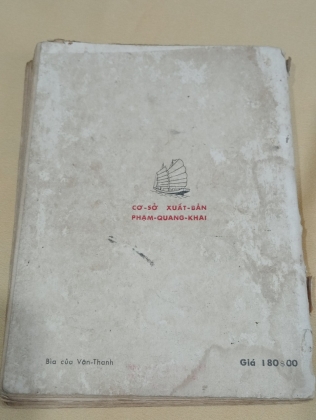 CƠ-SỞ XUẤT-BẢN
PHẠM-QUANG-KHAI
Bìa của Văn-Thanh
Giá 180$00